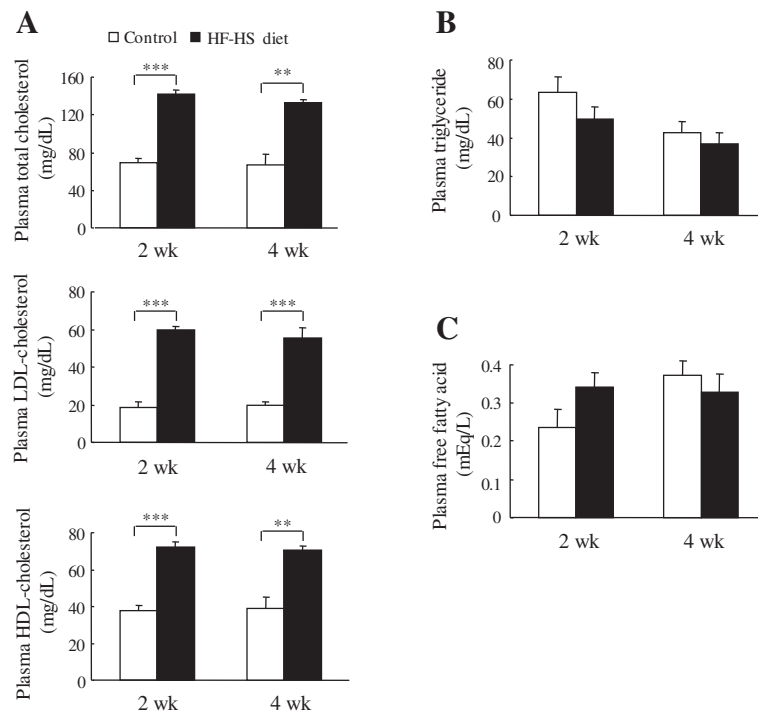 A
Control HF-HS diet
Plasma total cholesterol
(mg/dL)
160
120
80
40
0
***
**
2 wk 4 wk
Plasma LDL-cholesterol
(mg/dL)
80
60
40
20
0
***
***
2 wk 4 wk
Plasma HDL-cholesterol
(mg/dL)
80
60
40
20
0
***
**
2 wk 4 wk
B
Plasma triglyceride
(mg/dL)
80
60
40
20
0
2 wk 4 wk
C
Plasma free fatty acid
(mEq/L)
0.4
0.3
0.2
0.1
0
2 wk 4 wk